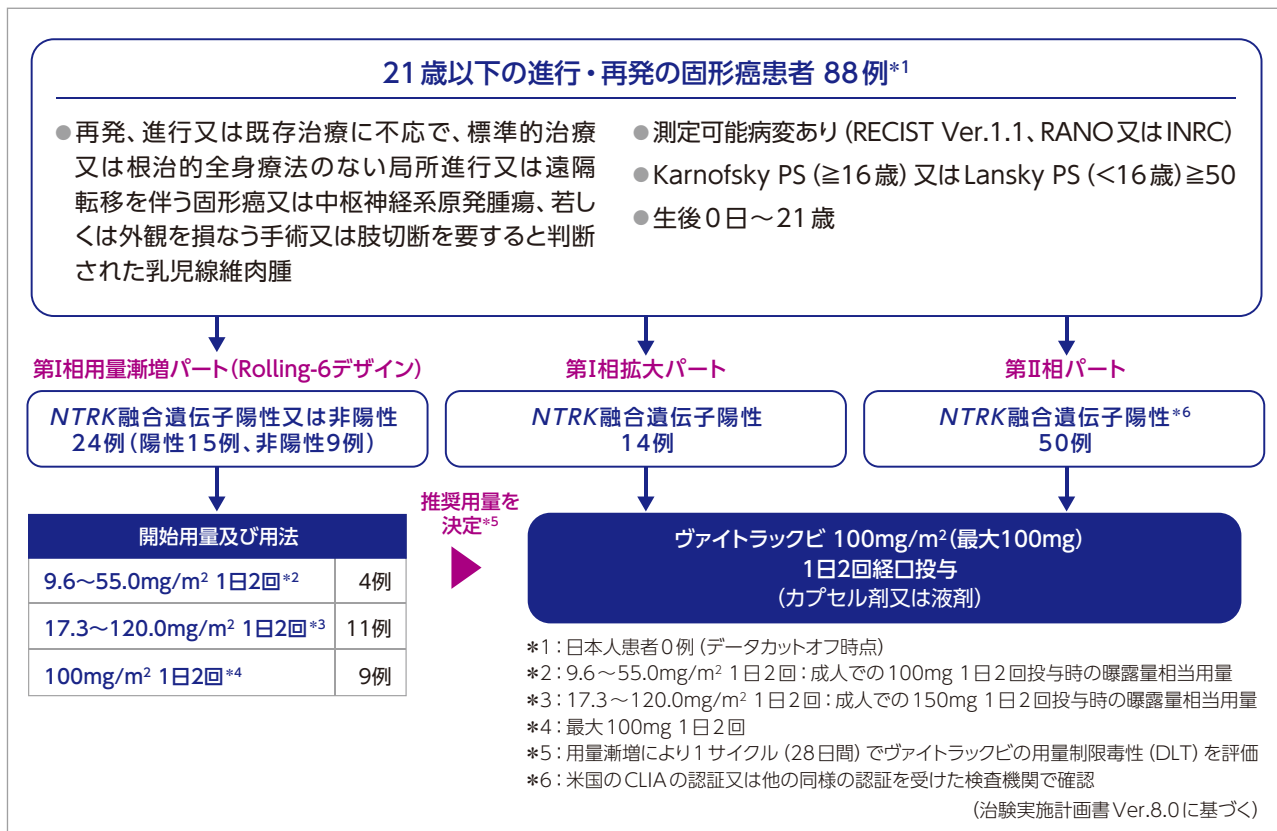 21歳以下の進行・再発の固形癌患者 88例*1
●再発、進行又は既存治療に不応で、標準的治療
又は根治的全身療法のない局所進行又は遠隔
転移を伴う固形癌又は中枢神経系原発腫瘍、若し
くは外観を損なう手術又は肢切断を要すると判断
された乳児線維肉腫
●測定可能病変あり（RECIST Ver.1.1、RANO又はINRC）
●Karnofsky PS（≧16歳）又はLansky PS（<16歳）≧50
●生後0日～21歳
第I相用量漸増パート（Rolling-6デザイン）
NTRK融合遺伝子陽性又は非陽性
24例（陽性15例、非陽性9例）
第I相拡大パート
NTRK融合遺伝子陽性
14例
第II相パート
NTRK融合遺伝子陽性*6
50例
開始用量及び用法
9.6～55.0mg/m² 1日2回*2 4例
17.3～120.0mg/m² 1日2回*3 11例
100mg/m² 1日2回*4 9例
推奨用量を
決定*5
ヴァイトラックビ 100mg/m²（最大100mg）
1日2回経口投与
（カプセル剤又は液剤）
*1：日本人患者0例（データカットオフ時点）
*2：9.6～55.0mg/m² 1日2回：成人での100mg 1日2回投与時の曝露量相当用量
*3：17.3～120.0mg/m² 1日2回：成人での150mg 1日2回投与時の曝露量相当用量
*4：最大100mg 1日2回
*5：用量漸増により1サイクル（28日間）でヴァイトラックビの用量制限毒性（DLT）を評価
*6：米国のCLIAの認証又は他の同様の認証を受けた検査機関で確認
（治験実施計画書Ver.8.0に基づく）